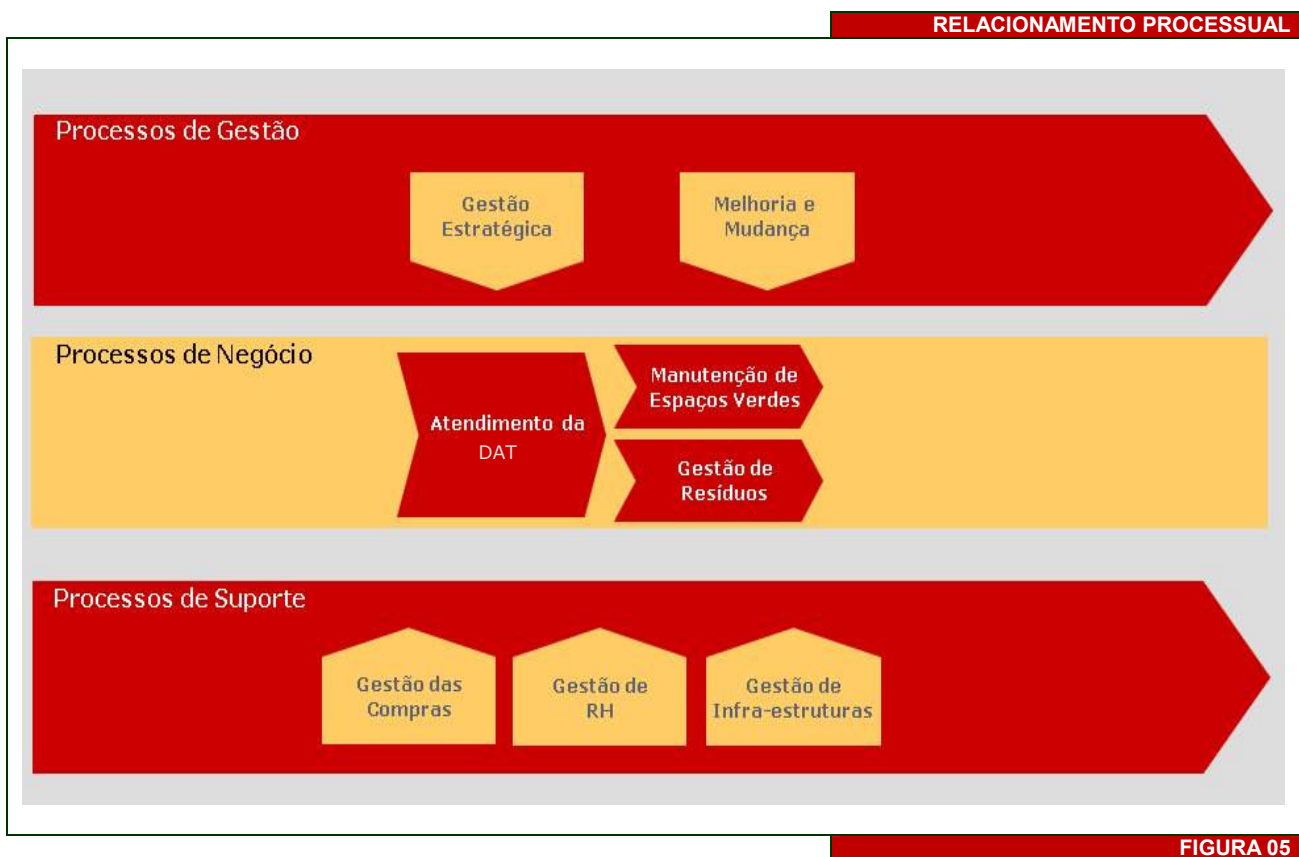 RELACIONAMENTO PROCESSUAL
Processos de Gestão
Gestão
Estratégica
Melhoria e
Mudança
Processos de Negócio
Atendimento da
DAT
Manutenção de
Espaços Verdes
Gestão de
Resíduos
Processos de Suporte
Gestão das
Compras
Gestão de
RH
Gestão de
Infra-estruturas
FIGURA 05